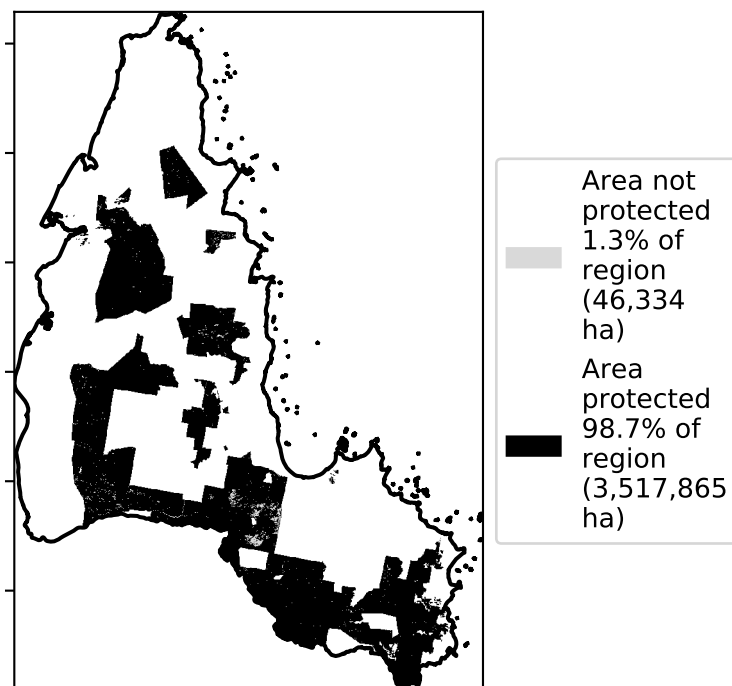 Area not
protected
1.3% of
region
(46,334
ha)
Area
protected
98.7% of
region
(3,517,865
ha)